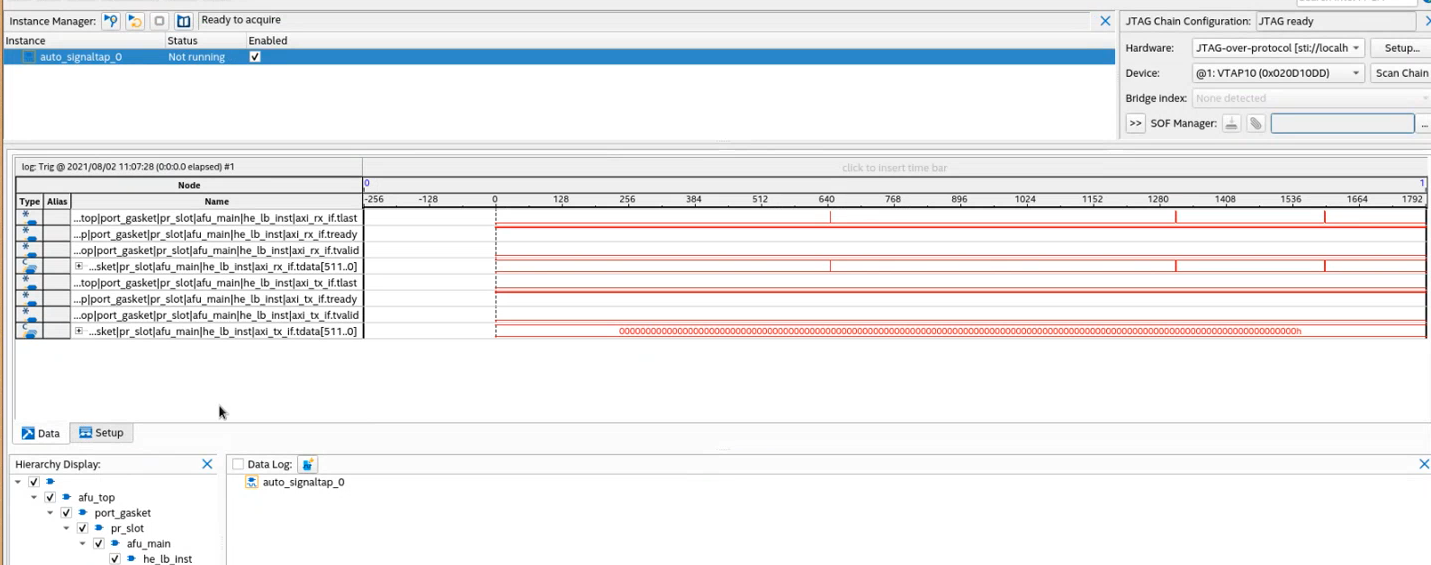 Instance Manager: Ready to acquire JTAG Chain Configuration: JTAG ready
Instance Status Enabled
auto_signaltap_0 Not running
Hardware: JTAG-over-protocol [sti://localh Setup...
Device: @1: VTAP10 (0x020D10DD) Scan Chain
Bridge index: None detected
>> SOF Manager: ...
log: Trig @ 2021/08/02 11:07:28 (0:0:0.0 elapsed) #1 click to insert time bar
Node 0 1
Type Alias Name -256 -128 0 128 256 384 512 640 768 896 1024 1152 1280 1408 1536 1664 1792
...top|port_gasket|pr_slot|afu_main|he_lb_inst|axi_rx_if.tlast
...p|port_gasket|pr_slot|afu_main|he_lb_inst|axi_rx_if.tready
...op|port_gasket|pr_slot|afu_main|he_lb_inst|axi_rx_if.tvalid
...sket|pr_slot|afu_main|he_lb_inst|axi_rx_if.tdata[511..0]
...top|port_gasket|pr_slot|afu_main|he_lb_inst|axi_tx_if.tlast
...p|port_gasket|pr_slot|afu_main|he_lb_inst|axi_tx_if.tready
...op|port_gasket|pr_slot|afu_main|he_lb_inst|axi_tx_if.tvalid
...sket|pr_slot|afu_main|he_lb_inst|axi_tx_if.tdata[511..0]
Data Setup
Hierarchy Display: Data Log:
auto_signaltap_0
afu_top
port_gasket
pr_slot
afu_main
he_lb_inst